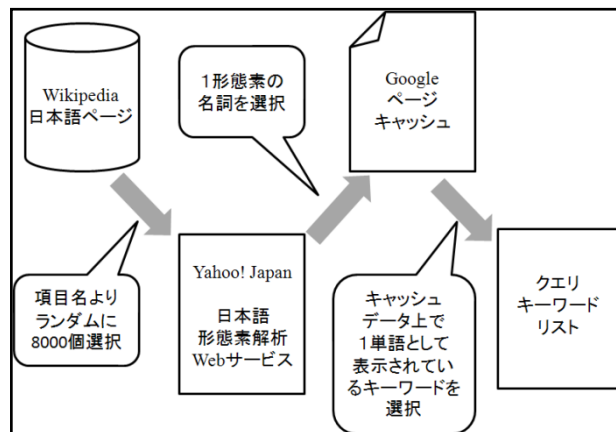 Wikipedia
日本語ページ
項目名より
ランダムに
8000個選択
Yahoo! Japan
日本語
形態素解析
Webサービス
1形態素の
名詞を選択
Google
ページ
キャッシュ
キャッシュ
データ上で
1単語として
表示されてい
るキーワードを
選択
クエリ
キーワード
リスト